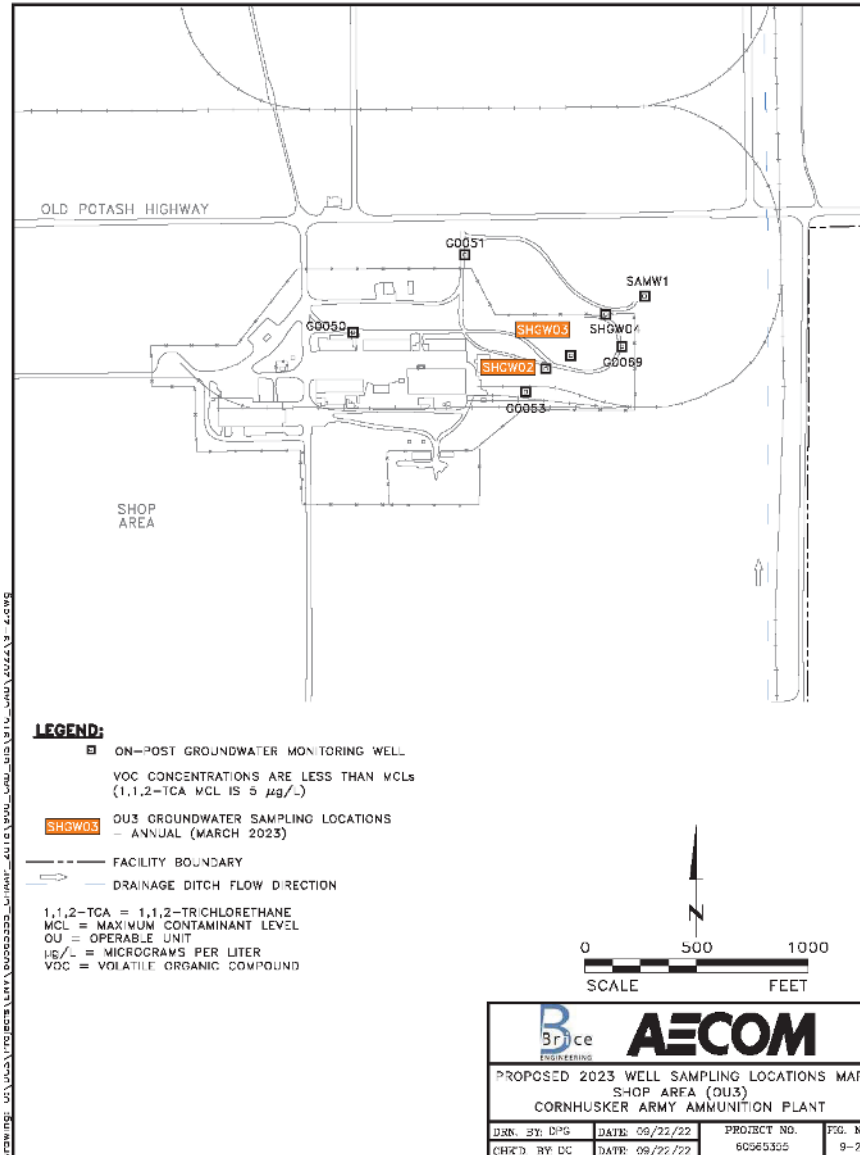 OLD POTASH HIGHWAY
G0051
SAMW1
G0050
SHGW03
SHGW04
G0069
SHGW02
G0053
SHOP
AREA
LEGEND:
ON-POST GROUNDWATER MONITORING WELL
VOC CONCENTRATIONS ARE LESS THAN MCLs
(1,1,2-TCA MCL IS 5 µg/L)
SHGW03
OU3 GROUNDWATER SAMPLING LOCATIONS
- ANNUAL (MARCH 2023)
FACILITY BOUNDARY
DRAINAGE DITCH FLOW DIRECTION
1,1,2-TCA = 1,1,2-TRICHLORETHANE
MCL = MAXIMUM CONTAMINANT LEVEL
OU = OPERABLE UNIT
µg/L = MICROGRAMS PER LITER
VOC = VOLATILE ORGANIC COMPOUND
N
0 500 1000
SCALE FEET
Brice
ENGINEERING
AECOM
PROPOSED 2023 WELL SAMPLING LOCATIONS MAP
SHOP AREA (OU3)
CORNHUSKER ARMY AMMUNITION PLANT
DRN. BY: DPG DATE: 09/22/22 PROJECT NO. FIG. N
CHK'D. BY: DC DATE: 09/22/22 60565355 9-2